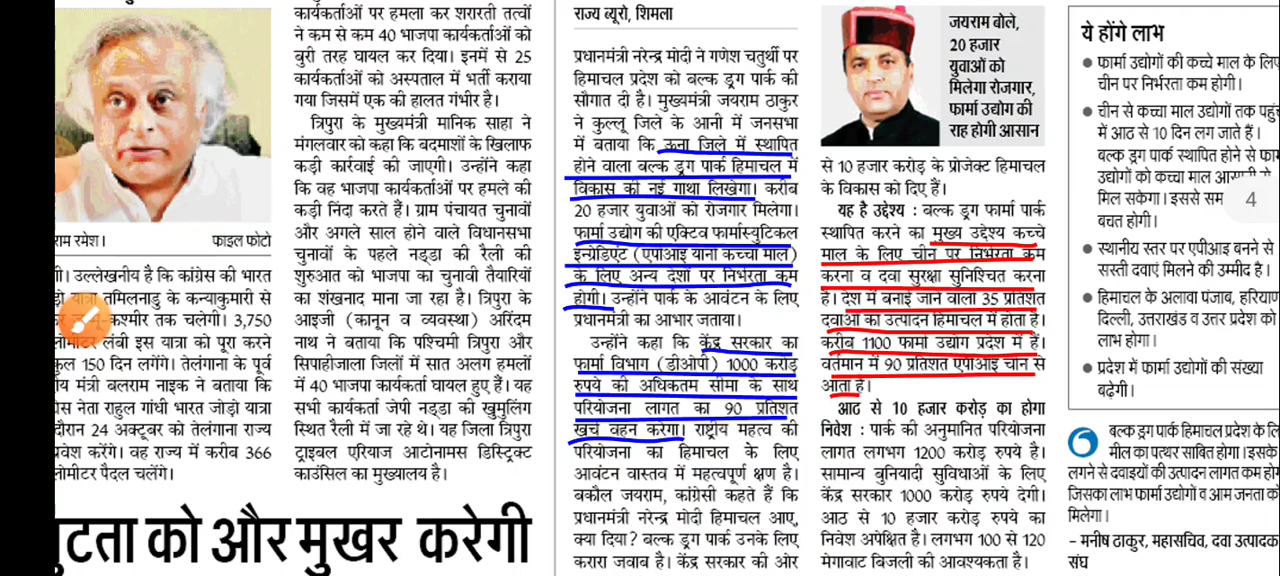 राम रमेश।
फाइल फोटो
गी। उल्लेखनीय है कि कांग्रेस की भारत
यात्रा तमिलनाडु के कन्याकुमारी से
कश्मीर तक चलेगी। 3,750
लंबी इस यात्रा को पूरा करने
कुल 150 दिन लगेंगे। तेलंगाना के पूर्व
मंत्री बलराम नाइक ने बताया कि
नेता राहुल गांधी भारत जोड़ो यात्रा
दौरान 24 अक्टूबर को तेलंगाना राज्य
प्रवेश करेंगे। वह राज्य में करीब 366
लोमीटर पैदल चलेंगे।
कार्यकर्ताओं पर हमला कर शरारती तत्वों
ने कम से कम 40 भाजपा कार्यकर्ताओं को
बुरी तरह घायल कर दिया। इनमें से 25
कार्यकर्ताओं को अस्पताल में भर्ती कराया
गया जिसमें एक की हालत गंभीर है।
त्रिपुरा के मुख्यमंत्री मानिक साहा ने
मंगलवार को कहा कि बदमाशों के खिलाफ
कड़ी कार्रवाई की जाएगी। उन्होंने कहा
कि वह भाजपा कार्यकर्ताओं पर हमले की
कड़ी निंदा करते हैं। ग्राम पंचायत चुनावों
और अगले साल होने वाले विधानसभा
चुनावों के पहले नड्डा की रैली की
शुरुआत को भाजपा का चुनावी तैयारियों
का शंखनाद माना जा रहा है। त्रिपुरा के
आइजी (कानून व व्यवस्था) अरिंदम
नाथ ने बताया कि पश्चिमी त्रिपुरा और
सिपाहीजाला जिलों में सात अलग हमलों
में 40 भाजपा कार्यकर्ता घायल हुए हैं। यह
सभी कार्यकर्ता जेपी नड्डा की खुमुलिंग
स्थित रैली में जा रहे थे। यह जिला त्रिपुरा
ट्राइबल एरियाज आटोनामस डिस्ट्रिक्ट
काउंसिल का मुख्यालय है।
गुटता को और मुखर करेगी
राज्य ब्यूरो, शिमला
प्रधानमंत्री नरेन्द्र मोदी ने गणेश चतुर्थी पर
हिमाचल प्रदेश को बल्क ड्रग पार्क की
सौगात दी है। मुख्यमंत्री जयराम ठाकुर
ने कुल्लू जिले के आनी में जनसभा
में बताया कि ऊना जिले में स्थापित
होने वाला बल्क ड्रग पार्क हिमाचल में
विकास की नई गाथा लिखेगा। करीब
20 हजार युवाओं को रोजगार मिलेगा।
फार्मा उद्योग की एक्टिव फार्मास्युटिकल
इन्ग्रेडिएंट (एपीआइ यानी कच्चा माल)
के लिए अन्य देशों पर निर्भरता कम
होगी। उन्होंने पार्क के आवंटन के लिए
प्रधानमंत्री का आभार जताया।
उन्होंने कहा कि केंद्र सरकार का
फार्मा विभाग (डीओपी) 1000 करोड़
रुपये की अधिकतम सीमा के साथ
परियोजना लागत का 90 प्रतिशत
खर्च वहन करेगा। राष्ट्रीय महत्व की
परियोजना का हिमाचल के लिए
आवंटन वास्तव में महत्वपूर्ण क्षण है।
बकौल जयराम, कांग्रेसी कहते हैं कि
प्रधानमंत्री नरेन्द्र मोदी हिमाचल आए,
क्या दिया? बल्क ड्रग पार्क उनके लिए
करारा जवाब है। केंद्र सरकार की ओर
जयराम बोले,
20 हजार
युवाओं को
मिलेगा रोजगार,
फार्मा उद्योग की
राह होगी आसान
से 10 हजार करोड़ के प्रोजेक्ट हिमाचल
के विकास को दिए हैं।
यह है उद्देश्य : बल्क ड्रग फार्मा पार्क
स्थापित करने का मुख्य उद्देश्य कच्चे
माल के लिए चीन पर निर्भरता कम
करना व दवा सुरक्षा सुनिश्चित करना
है। देश में बनाई जाने वाली 35 प्रतिशत
दवाओं का उत्पादन हिमाचल में होता है।
करीब 1100 फार्मा उद्योग प्रदेश में हैं।
वर्तमान में 90 प्रतिशत एपीआइ चीन से
आता है।
आठ से 10 हजार करोड़ का होगा
निवेश : पार्क की अनुमानित परियोजना
लागत लगभग 1200 करोड़ रुपये है।
सामान्य बुनियादी सुविधाओं के लिए
केंद्र सरकार 1000 करोड़ रुपये देगी।
आठ से 10 हजार करोड़ रुपये का
निवेश अपेक्षित है। लगभग 100 से 120
मेगावाट बिजली की आवश्यकता है।
ये होंगे लाभ
● फार्मा उद्योगों की कच्चे माल के लिए
चीन पर निर्भरता कम होगी।
● चीन से कच्चा माल उद्योगों तक पहुं
में आठ से 10 दिन लग जाते हैं।
बल्क ड्रग पार्क स्थापित होने से फार्मा
उद्योगों को कच्चा माल आसानी से
मिल सकेगा। इससे सम
बचत होगी।
4
● स्थानीय स्तर पर एपीआइ बनने से
सस्ती दवाएं मिलने की उम्मीद है।
● हिमाचल के अलावा पंजाब, हरियाण
दिल्ली, उत्तराखंड व उत्तर प्रदेश को
लाभ होगा।
● प्रदेश में फार्मा उद्योगों की संख्या
बढ़ेगी।
बल्क ड्रग पार्क हिमाचल प्रदेश के लि
मील का पत्थर साबित होगा। इसके
लगने से दवाइयों की उत्पादन लागत कम हो
जिसका लाभ फार्मा उद्योगों व आम जनता को
मिलेगा।
– मनीष ठाकुर, महासचिव, दवा उत्पादक
संघ